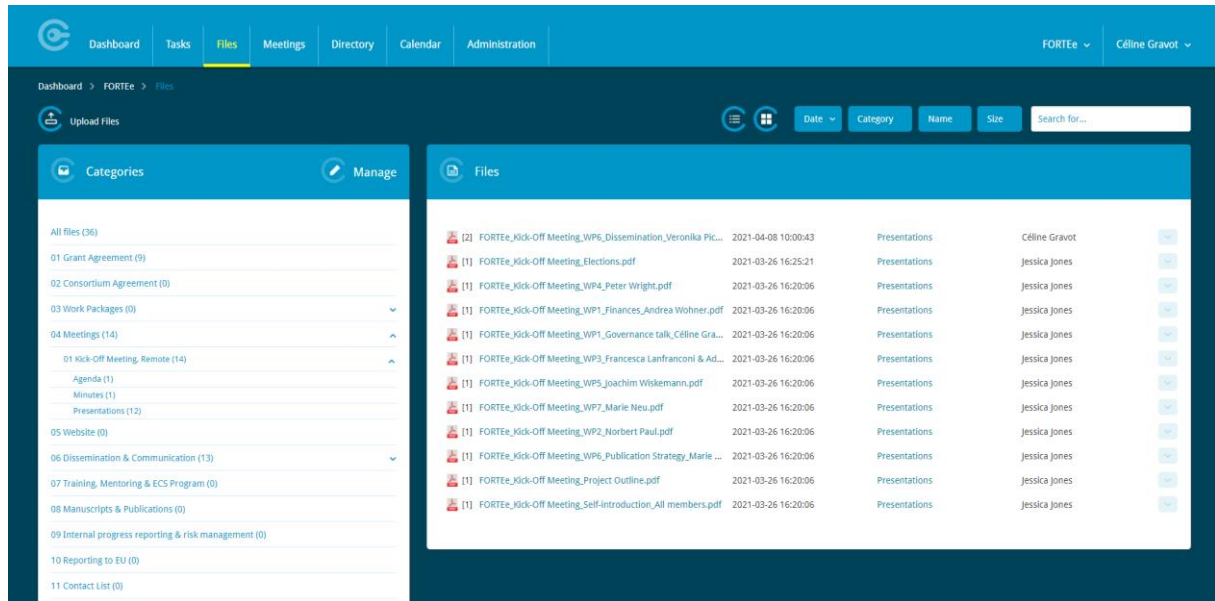 Dashboard Tasks Files Meetings Directory Calendar Administration FORTEe Céline Gravot
Dashboard > FORTEe > Files
Upload Files Date Category Name Size Search for...
Categories Manage
All files (36)
01 Grant Agreement (9)
02 Consortium Agreement (0)
03 Work Packages (0)
04 Meetings (14)
01 Kick-Off Meeting, Remote (14)
Agenda (1)
Minutes (1)
Presentations (12)
05 Website (0)
06 Dissemination & Communication (13)
07 Training, Mentoring & ECS Program (0)
08 Manuscripts & Publications (0)
09 Internal progress reporting & risk management (0)
10 Reporting to EU (0)
11 Contact List (0)
Files
[2] FORTEe_Kick-Off Meeting_WP6_Dissemination_Veronika Pic... 2021-04-08 10:00:43 Presentations Céline Gravot
[1] FORTEe_Kick-Off Meeting_Elections.pdf 2021-03-26 16:25:21 Presentations Jessica Jones
[1] FORTEe_Kick-Off Meeting_WP4_Peter Wright.pdf 2021-03-26 16:20:06 Presentations Jessica Jones
[1] FORTEe_Kick-Off Meeting_WP1_Finances_Andrea Wohner.pdf 2021-03-26 16:20:06 Presentations Jessica Jones
[1] FORTEe_Kick-Off Meeting_WP1_Governance talk_Céline Gra... 2021-03-26 16:20:06 Presentations Jessica Jones
[1] FORTEe_Kick-Off Meeting_WP3_Francesca Lanfranconi & Ad... 2021-03-26 16:20:06 Presentations Jessica Jones
[1] FORTEe_Kick-Off Meeting_WP5_Joachim Wiskemann.pdf 2021-03-26 16:20:06 Presentations Jessica Jones
[1] FORTEe_Kick-Off Meeting_WP7_Marie Neu.pdf 2021-03-26 16:20:06 Presentations Jessica Jones
[1] FORTEe_Kick-Off Meeting_WP2_Norbert Paul.pdf 2021-03-26 16:20:06 Presentations Jessica Jones
[1] FORTEe_Kick-Off Meeting_WP6_Publication Strategy_Marie ... 2021-03-26 16:20:06 Presentations Jessica Jones
[1] FORTEe_Kick-Off Meeting_Project Outline.pdf 2021-03-26 16:20:06 Presentations Jessica Jones
[1] FORTEe_Kick-Off Meeting_Self-introduction_All members.pdf 2021-03-26 16:20:06 Presentations Jessica Jones